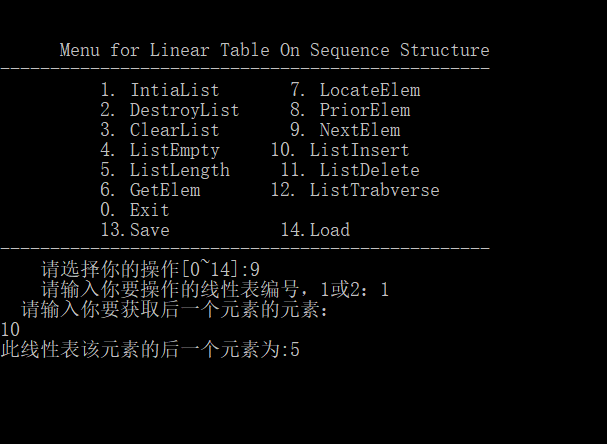 Menu for Linear Table On Sequence Structure
-------------------------------------------------
1. IntiaList 7. LocateElem
2. DestroyList 8. PriorElem
3. ClearList 9. NextElem
4. ListEmpty 10. ListInsert
5. ListLength 11. ListDelete
6. GetElem 12. ListTrabverse
0. Exit
13.Save 14.Load
-------------------------------------------------
请选择你的操作[0~14]:9
请输入你要操作的线性表编号，1或2：1
请输入你要获取后一个元素的元素：
10
此线性表该元素的后一个元素为:5